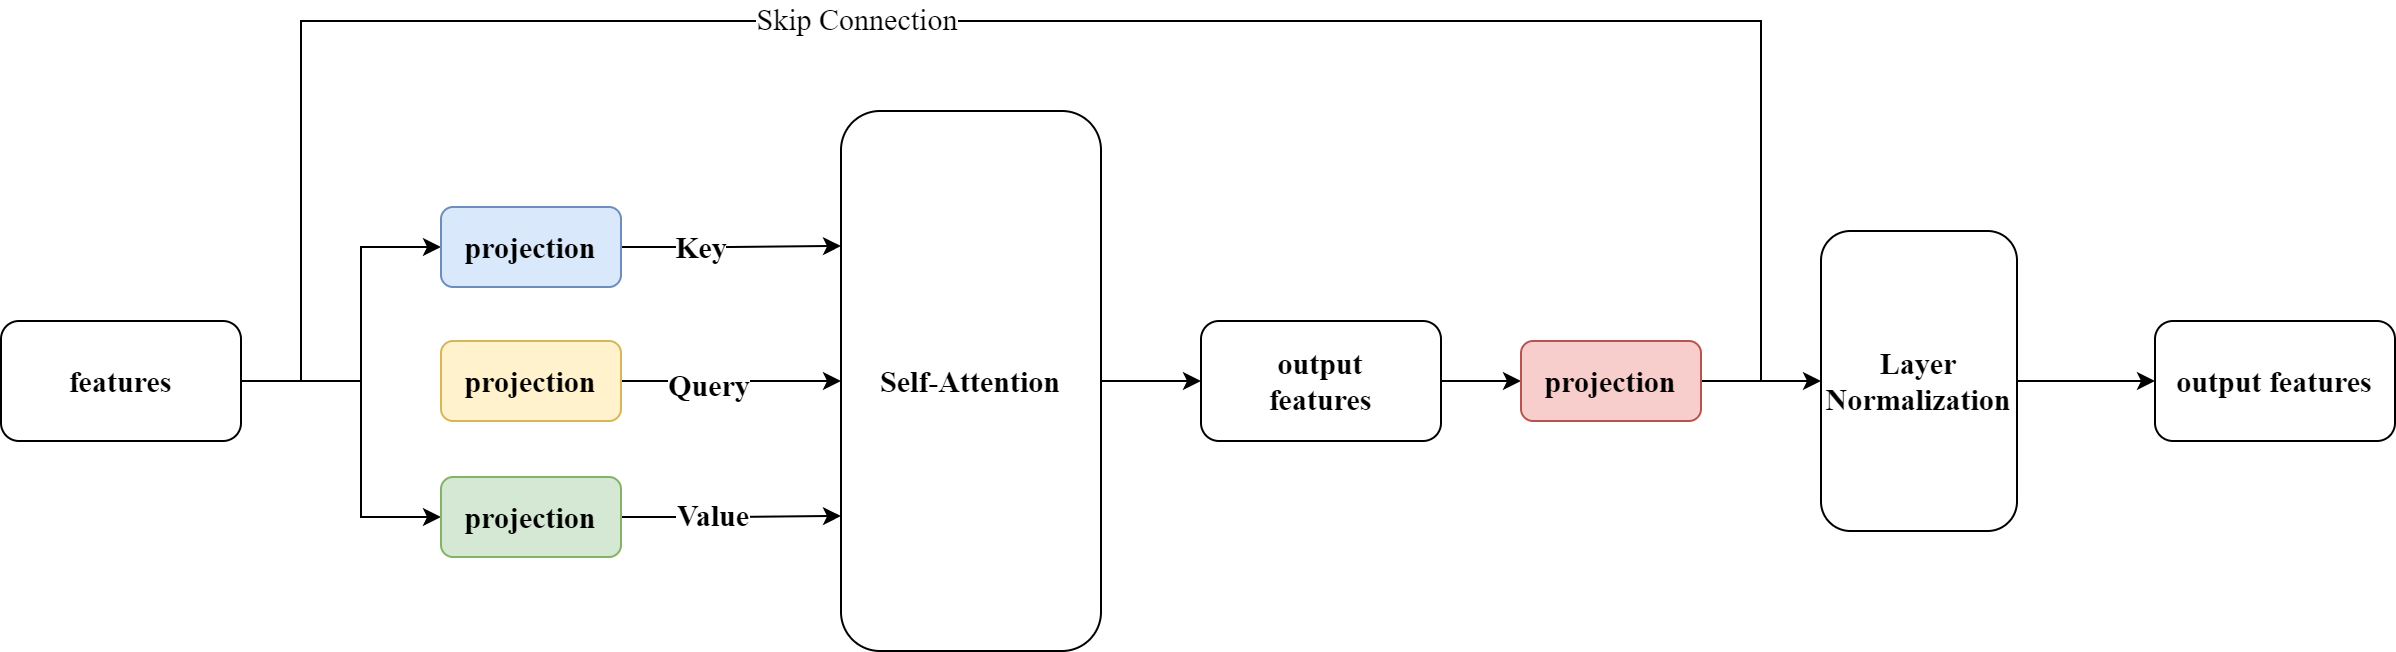 Skip Connection
projection
Key
features
projection
Query
Self-Attention
output
features
projection
Layer
Normalization
output features
projection
Value